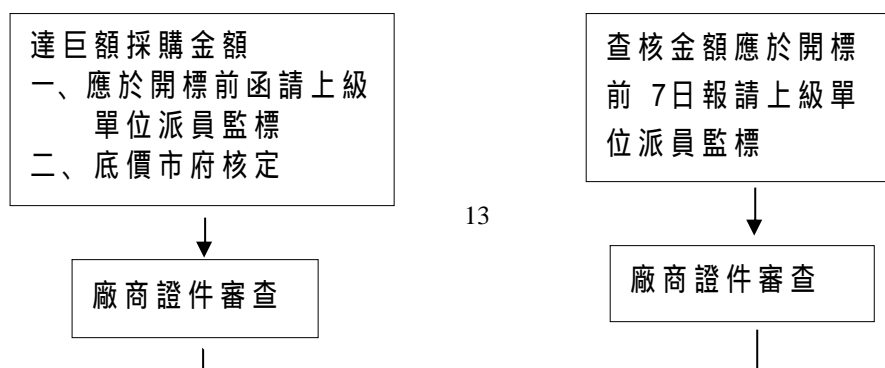 達巨額採購金額
一、應於開標前函請上級
單位派員監標
二、底價市府核定
廠商證件審查
查核金額應於開標
前 7日報請上級單
位派員監標
廠商證件審查
13